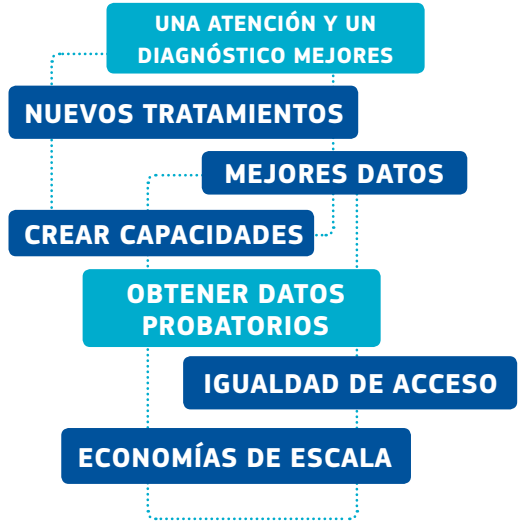 UNA ATENCIÓN Y UN
DIAGNÓSTICO MEJORES
NUEVOS TRATAMIENTOS
MEJORES DATOS
CREAR CAPACIDADES
OBTENER DATOS
PROBATORIOS
IGUALDAD DE ACCESO
ECONOMÍAS DE ESCALA